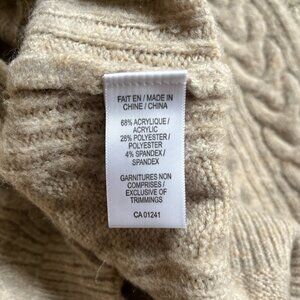 FAIT EN / MADE IN
CHINE / CHINA
68% ACRYLIQUE /
ACRYLIC
28% POLYESTER /
POLYESTER
4% SPANDEX /
SPANDEX
GARNITURES NON
COMPRISES /
EXCLUSIVE OF
TRIMMINGS
CA 01241